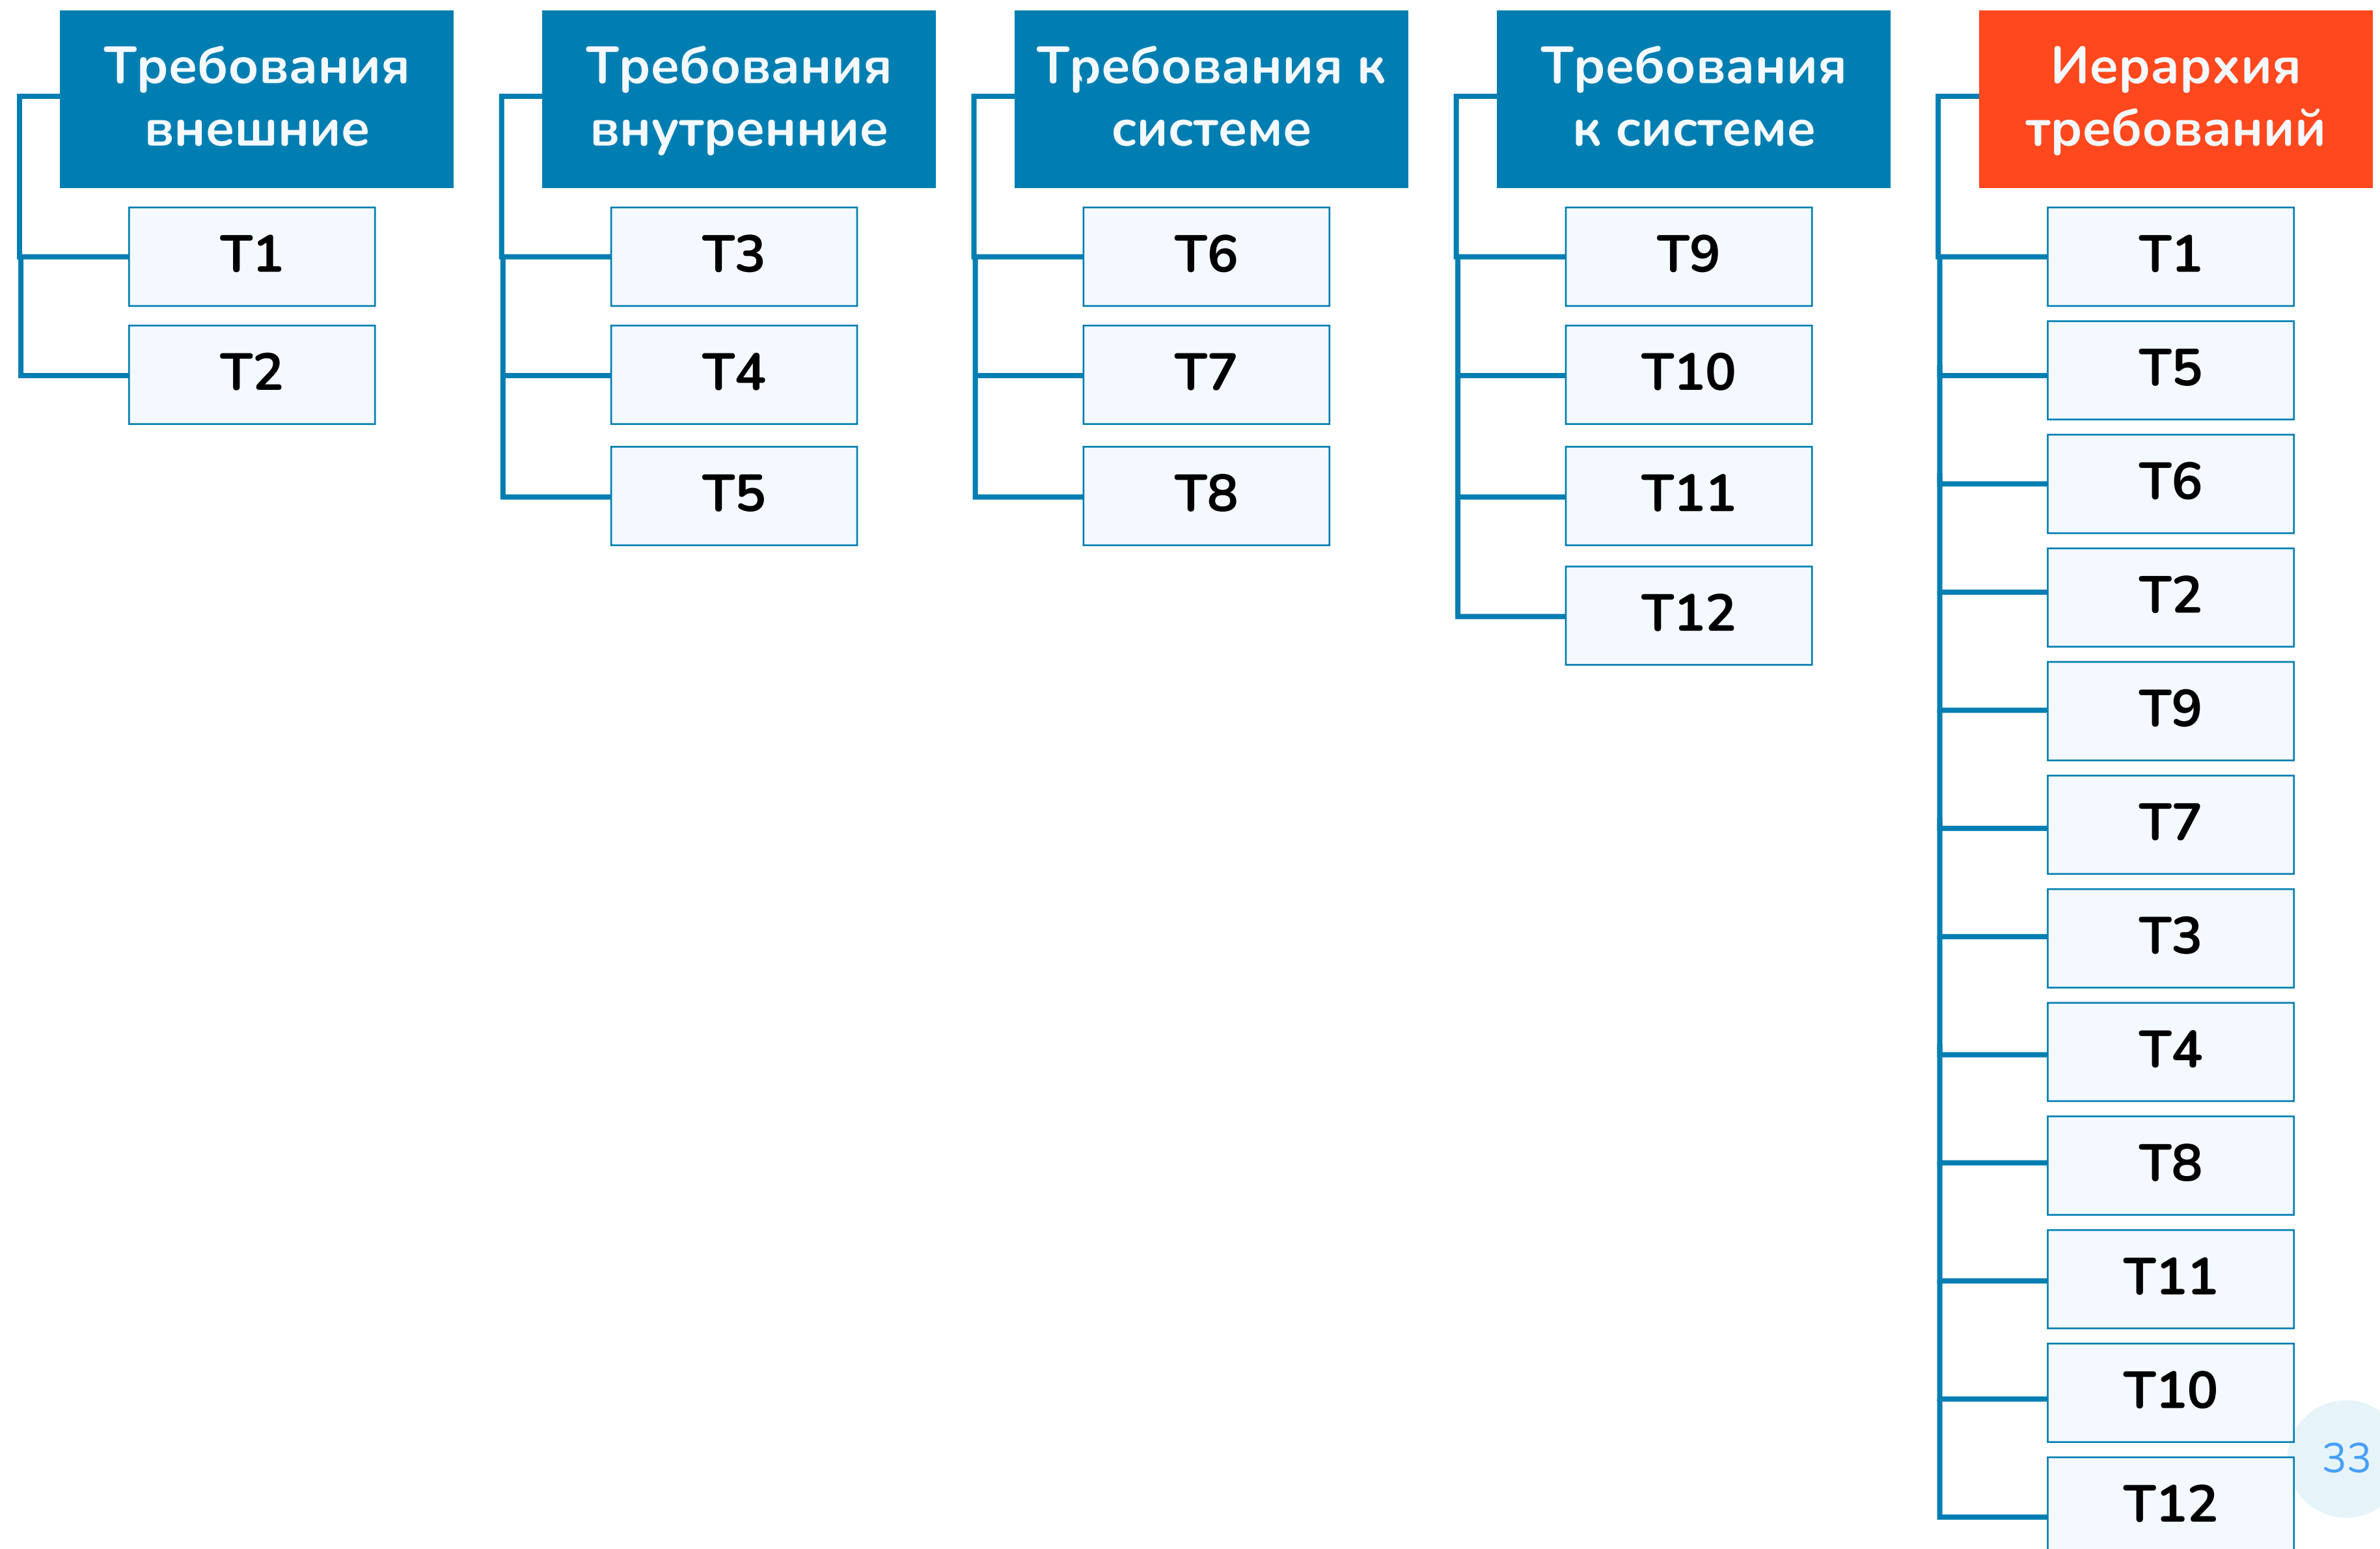 Требования
внешние
Т1
Т2
Требования
внутренние
Т3
Т4
Т5
Требования к
системе
Т6
Т7
Т8
Требования
к системе
Т9
Т10
Т11
Т12
Иерархия
требований
Т1
Т5
Т6
Т2
Т9
Т7
Т3
Т4
Т8
Т11
Т10
Т12
33